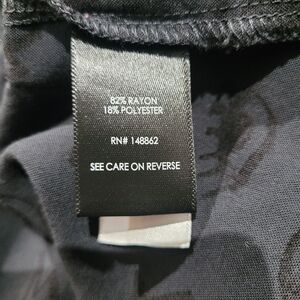 82% RAYON
18% POLYESTER
RN# 148862
SEE CARE ON REVERSE